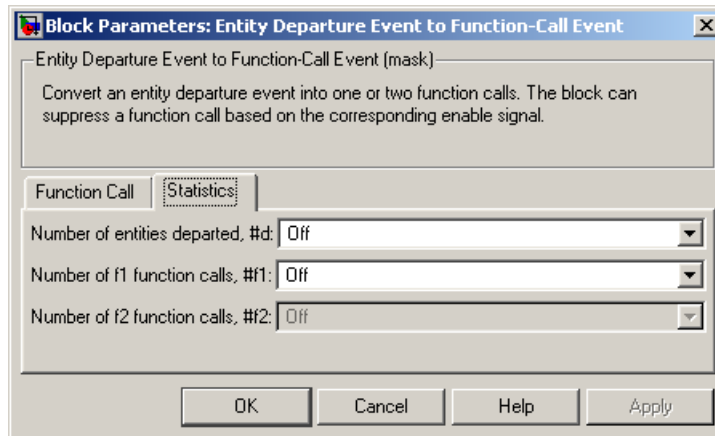 Block Parameters: Entity Departure Event to Function-Call Event
Entity Departure Event to Function-Call Event (mask)
Convert an entity departure event into one or two function calls. The block can
suppress a function call based on the corresponding enable signal.
Function Call Statistics
Number of entities departed, #d: Off
Number of f1 function calls, #f1: Off
Number of f2 function calls, #f2: Off
OK Cancel Help Apply